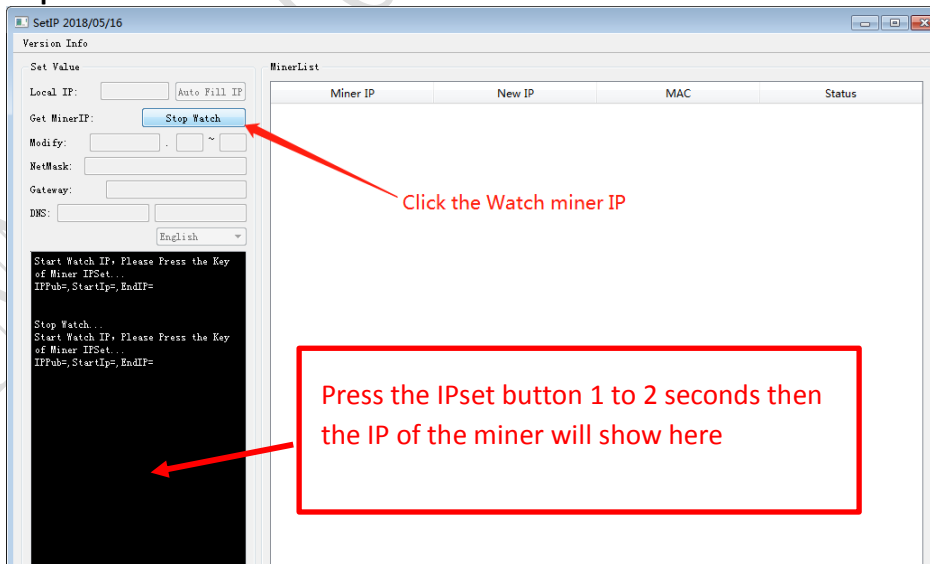 SetIP 2018/05/16
Version Info
Set Value
MinerList
Local IP:
Auto Fill IP
Miner IP
New IP
MAC
Status
Get MinerIP:
Stop Watch
Modify:
.
~
NetMask:
Gateway:
Click the Watch miner IP
DNS:
English
Start Watch IP, Please Press the Key
of Miner IPSet...
IPPub=,StartIp=,EndIP=
Stop Watch...
Start Watch IP, Please Press the Key
of Miner IPSet...
IPPub=,StartIp=,EndIP=
Press the IPset button 1 to 2 seconds then
the IP of the miner will show here